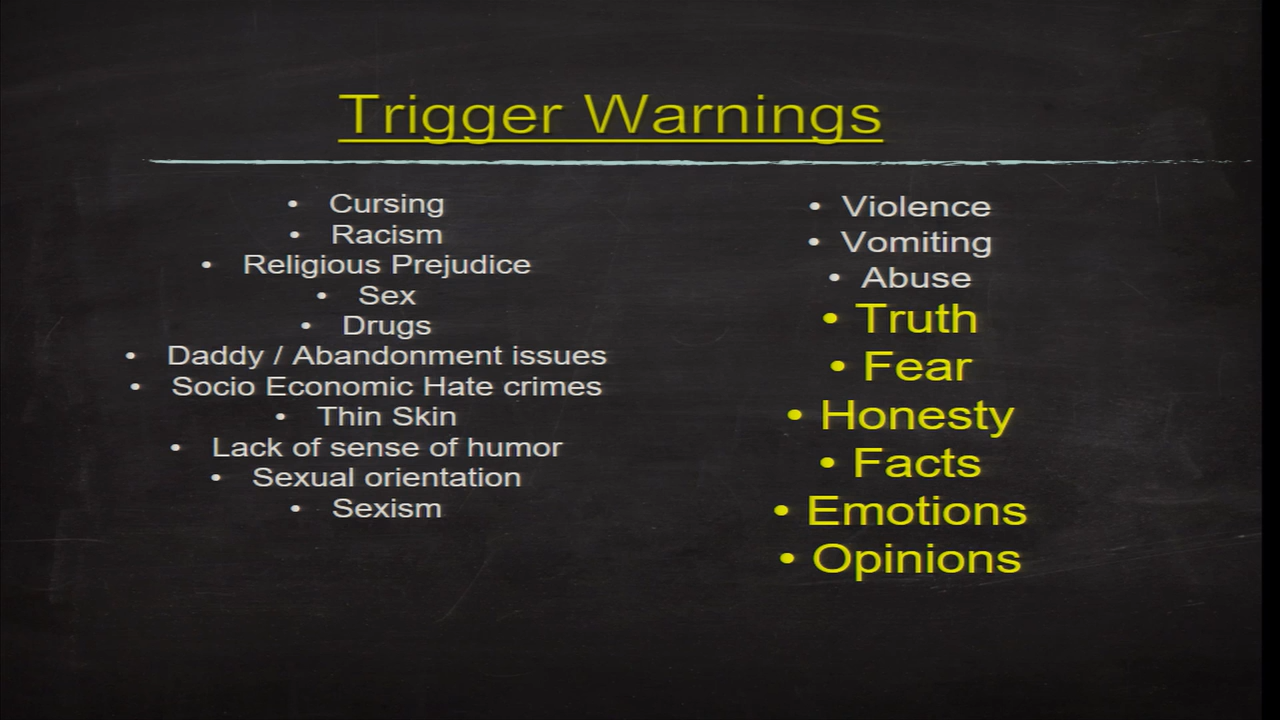 Trigger Warnings
• Cursing
• Racism
• Religious Prejudice
• Sex
• Drugs
• Daddy / Abandonment issues
• Socio Economic Hate crimes
• Thin Skin
• Lack of sense of humor
• Sexual orientation
• Sexism
• Violence
• Vomiting
• Abuse
• Truth
• Fear
• Honesty
• Facts
• Emotions
• Opinions